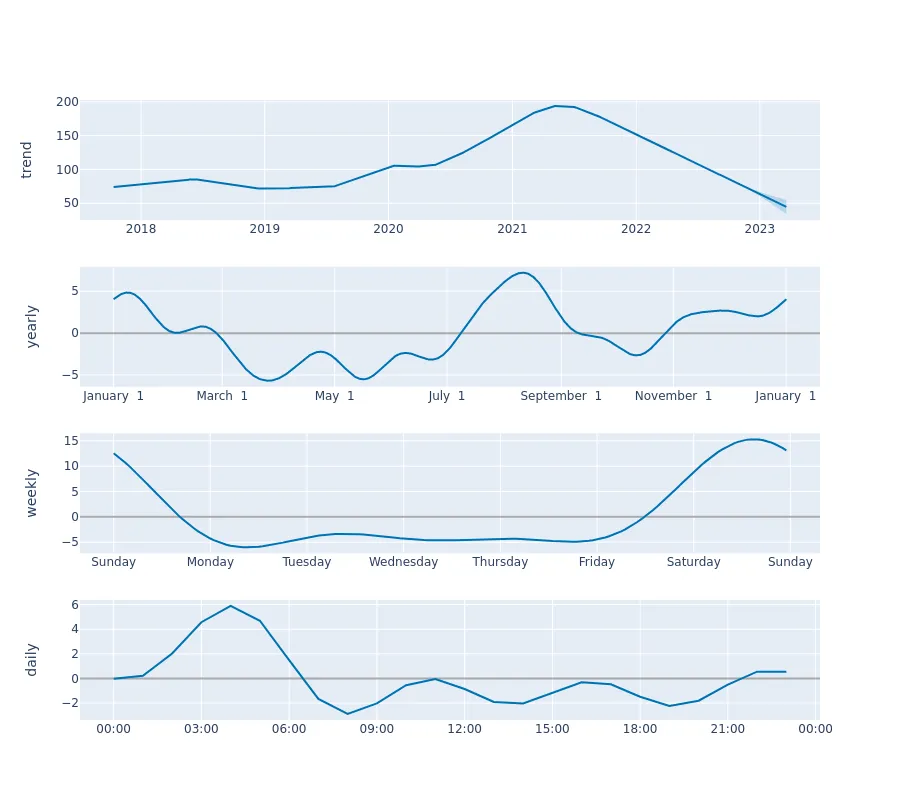 trend
200
150
100
50
2018 2019 2020 2021 2022 2023
yearly
5
0
−5
January 1 March 1 May 1 July 1 September 1 November 1 January 1
weekly
15
10
5
0
−5
Sunday Monday Tuesday Wednesday Thursday Friday Saturday Sunday
daily
6
4
2
0
−2
00:00 03:00 06:00 09:00 12:00 15:00 18:00 21:00 00:00